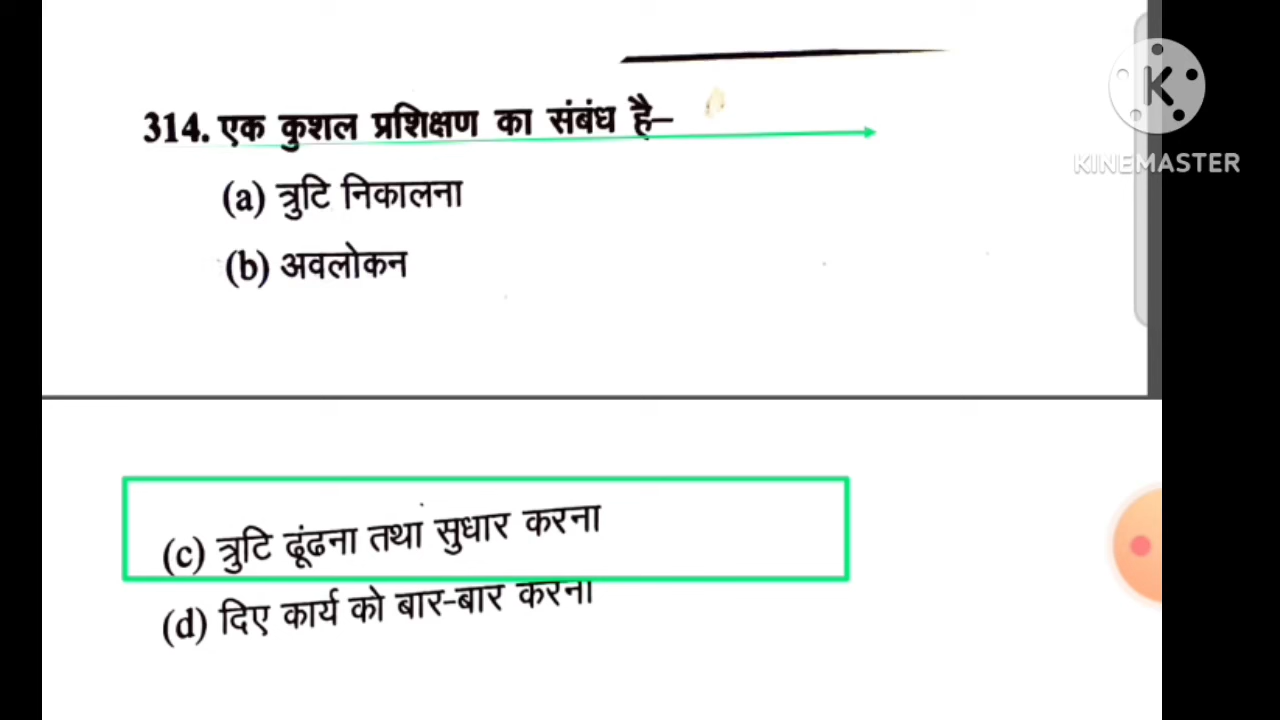 314. एक कुशल प्रशिक्षण का संबंध है–
(a) त्रुटि निकालना
(b) अवलोकन
(c) त्रुटि ढूंढना तथा सुधार करना
(d) दिए कार्य को बार-बार करना
K
KINEMASTER